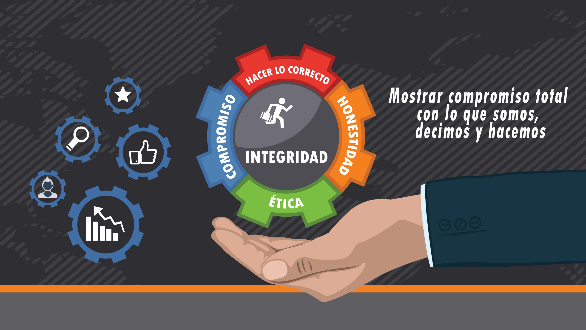 HACER LO CORRECTO
COMPROMISO
HONESTIDAD
INTEGRIDAD
ÉTICA
Mostrar compromiso total
con lo que somos,
decimos y hacemos